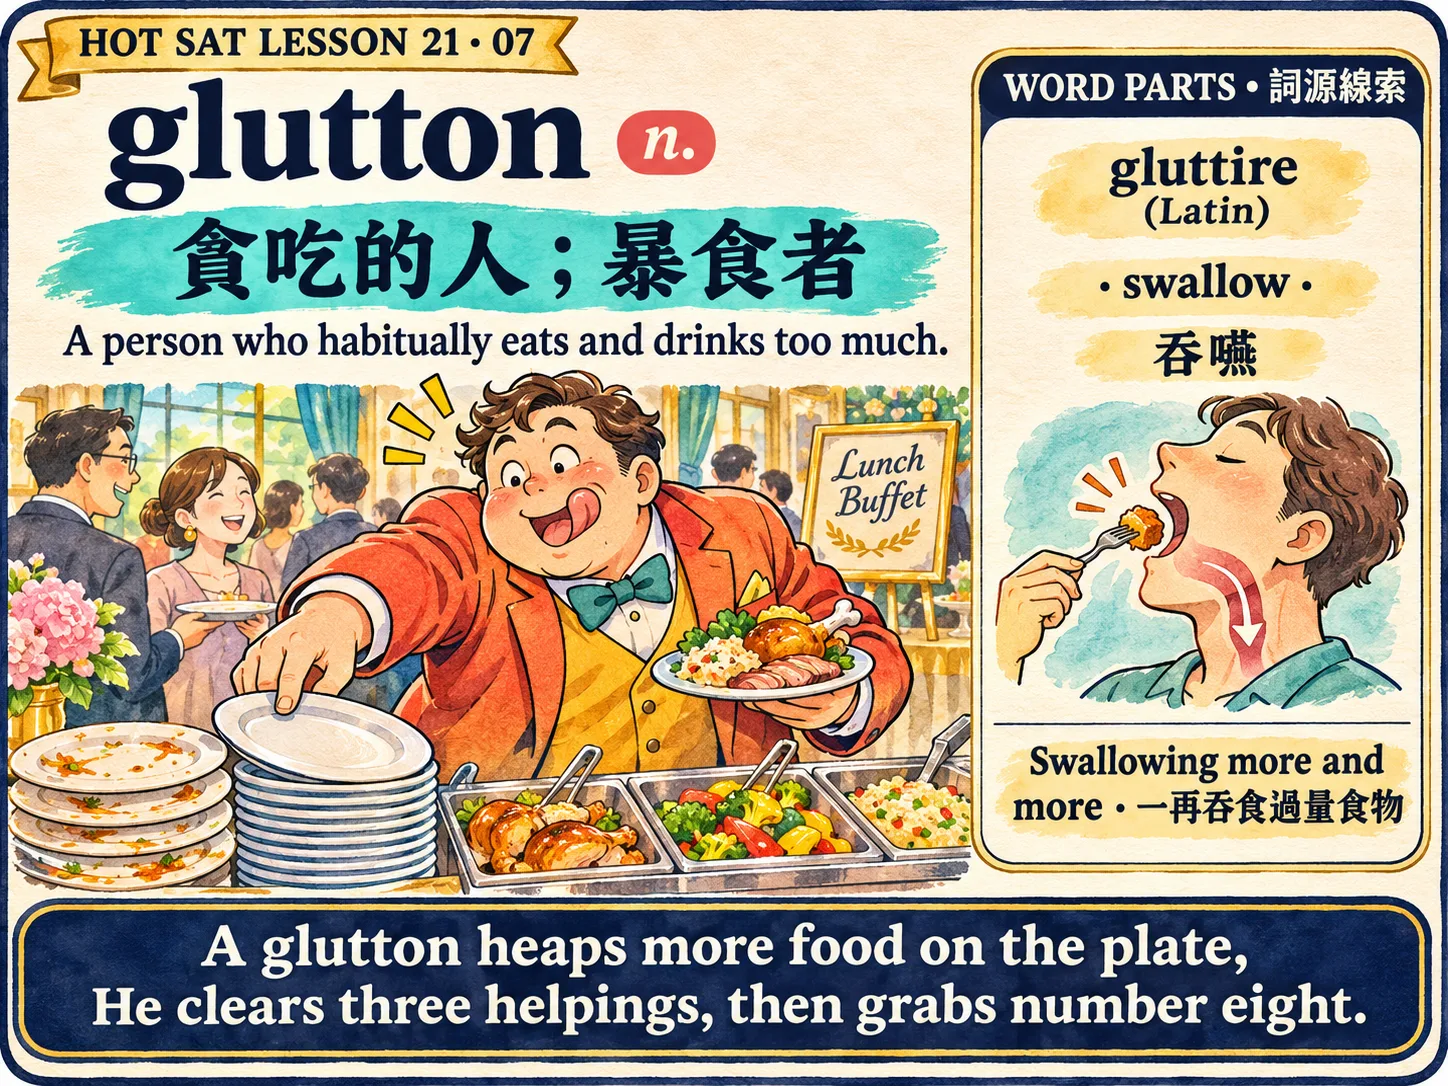 HOT SAT LESSON 21 • 07
glutton n.
貪吃的人；暴食者
A person who habitually eats and drinks too much.
Lunch
Buffet
WORD PARTS • 詞源線索
gluttire
(Latin)
• swallow •
吞嚥
Swallowing more and
more • 一再吞食過量食物
A glutton heaps more food on the plate,
He clears three helpings, then grabs number eight.